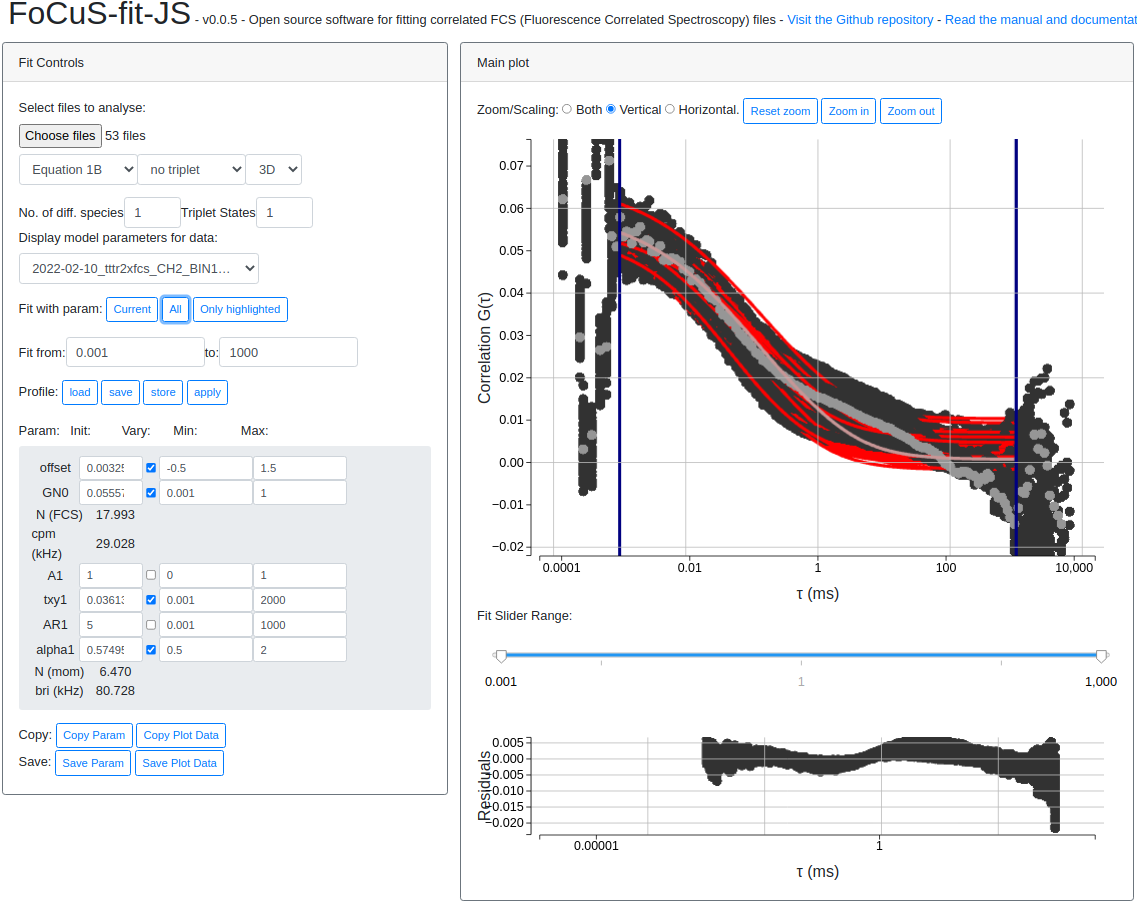 FoCuS-fit-JS - v0.0.5 - Open source software for fitting correlated FCS (Fluorescence Correlated Spectroscopy) files - Visit the Github repository - Read the manual and documentat
Fit Controls
Select files to analyse:
Choose files 53 files
Equation 1B no triplet 3D
No. of diff. species 1 Triplet States 1
Display model parameters for data:
2022-02-10_tttr2xfcs_CH2_BIN1...
Fit with param: Current All Only highlighted
Fit from: 0.001 to: 1000
Profile: load save store apply
Param: Init: Vary: Min: Max:
offset 0.00325 -0.5 1.5
GN0 0.05557 0.001 1
N (FCS) 17.993
cpm
(kHz) 29.028
A1 1 0 1
txy1 0.03613 0.001 2000
AR1 5 0.001 1000
alpha1 0.57495 0.5 2
N (mom) 6.470
bri (kHz) 80.728
Copy: Copy Param Copy Plot Data
Save: Save Param Save Plot Data
Main plot
Zoom/Scaling: Both Vertical Horizontal. Reset zoom Zoom in Zoom out
Correlation G(τ)
0.07
0.06
0.05
0.04
0.03
0.02
0.01
0.00
−0.01
−0.02
0.0001 0.01 1 100 10,000
τ (ms)
Fit Slider Range:
0.001 1 1,000
Residuals
0.005
0.000
−0.005
−0.010
−0.015
−0.020
0.00001 1
τ (ms)